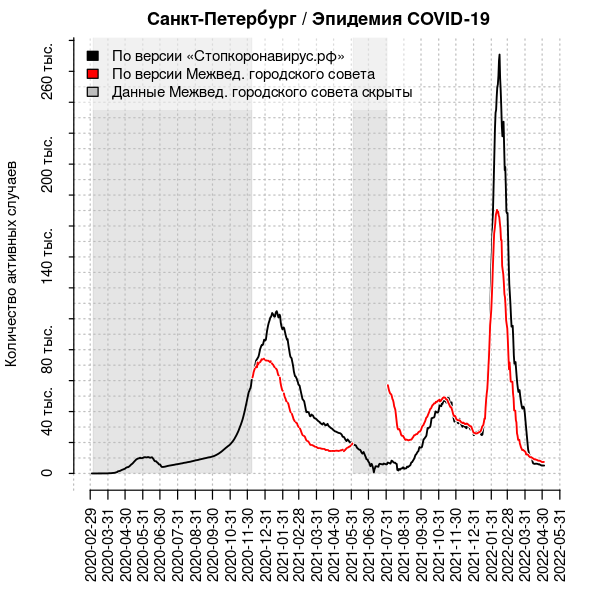 Санкт-Петербург / Эпидемия COVID-19
По версии «Стопкоронавирус.рф»
По версии Межвед. городского совета
Данные Межвед. городского совета скрыты
Количество активных случаев
260 тыс.
200 тыс.
140 тыс.
80 тыс.
40 тыс.
0
2020-02-29
2020-03-31
2020-04-30
2020-05-31
2020-06-30
2020-07-31
2020-08-31
2020-09-30
2020-10-31
2020-11-30
2020-12-31
2021-01-31
2021-02-28
2021-03-31
2021-04-30
2021-05-31
2021-06-30
2021-07-31
2021-08-31
2021-09-30
2021-10-31
2021-11-30
2021-12-31
2022-01-31
2022-02-28
2022-03-31
2022-04-30
2022-05-31